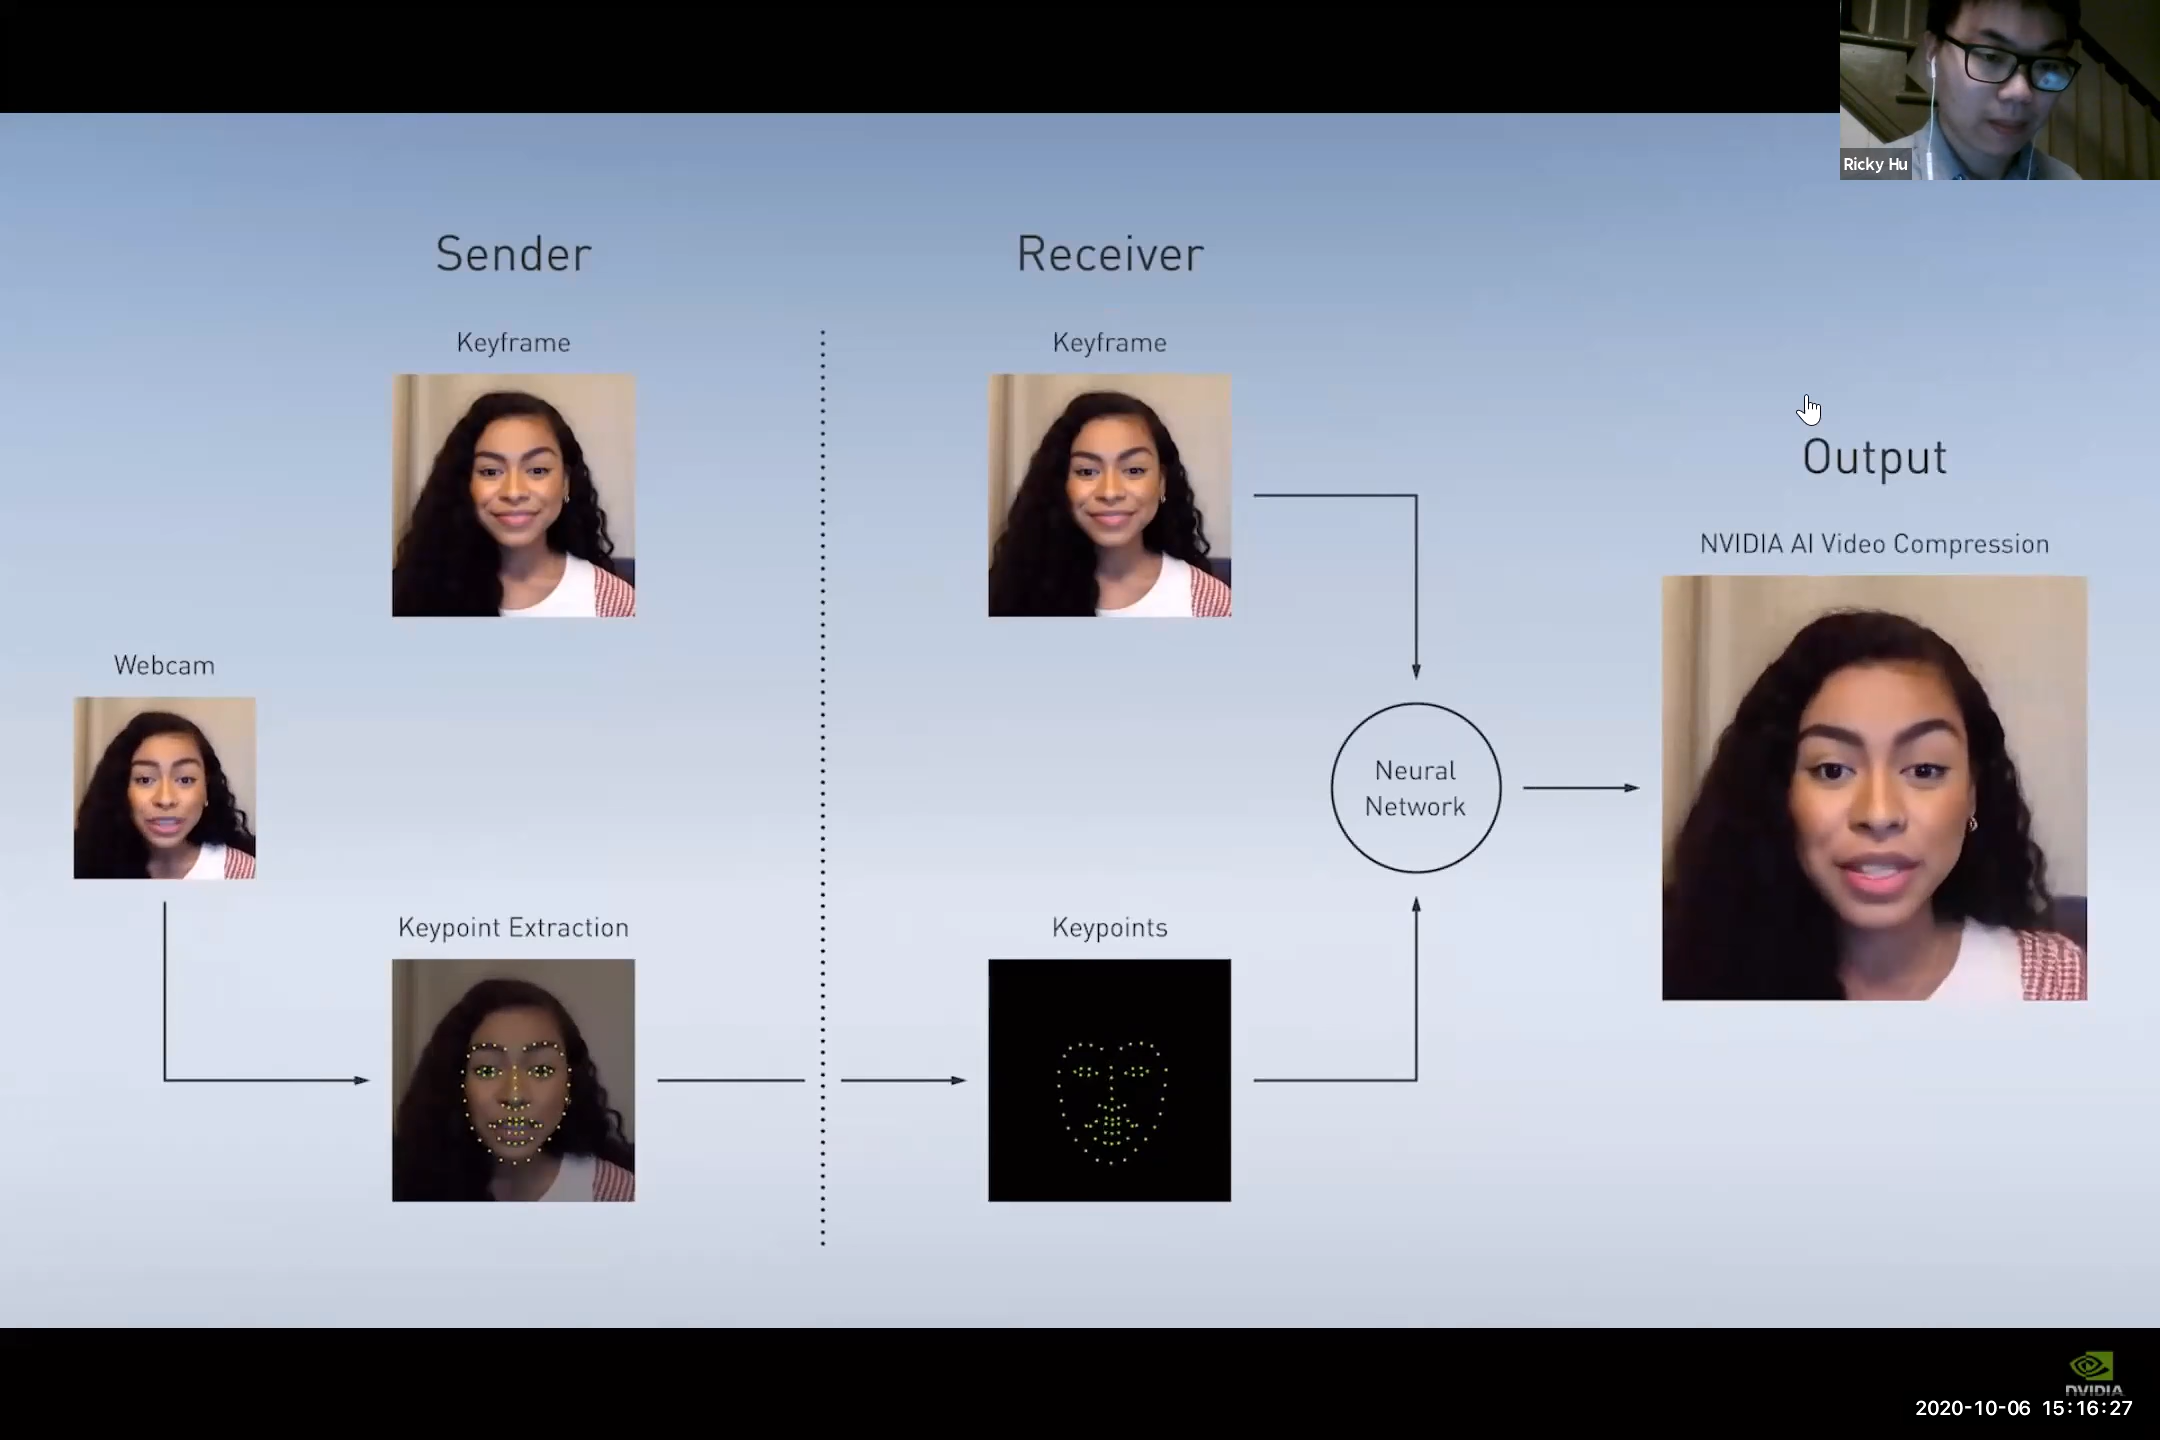 Ricky Hu
Sender
Receiver
Keyframe
Keyframe
Output
NVIDIA AI Video Compression
Webcam
Neural
Network
Keypoint Extraction
Keypoints
NVIDIA
2020-10-06 15:16:27